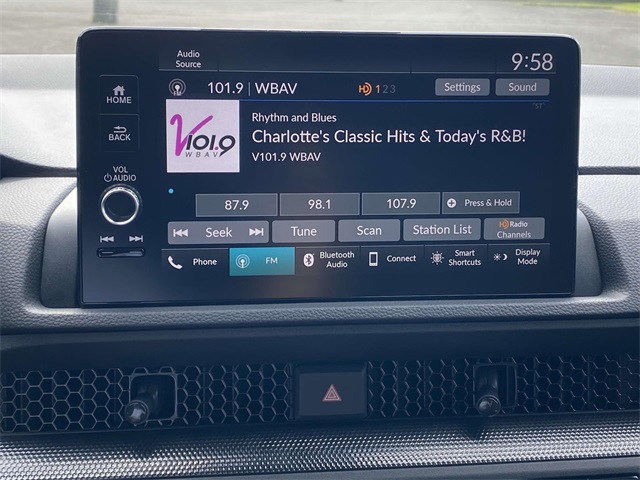 Audio
Source
9:58
HOME
101.9 | WBAV
HD 1 2 3
Settings
Sound
"ST"
V101.9
WBAV
Rhythm and Blues
Charlotte's Classic Hits & Today's R&B!
V101.9 WBAV
BACK
VOL
AUDIO
87.9
98.1
107.9
Press & Hold
Seek
Tune
Scan
Station List
HD Radio
Channels
Phone
FM
Bluetooth
Audio
Connect
Smart
Shortcuts
Display
Mode